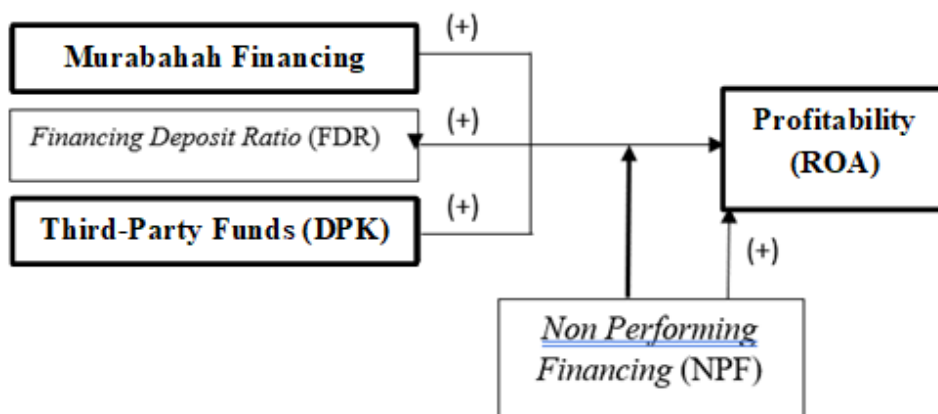 (+)
Murabahah Financing
(+)
Financing Deposit Ratio (FDR)
(+)
Third-Party Funds (DPK)
Profitability
(ROA)
(+)
Non Performing
Financing (NPF)